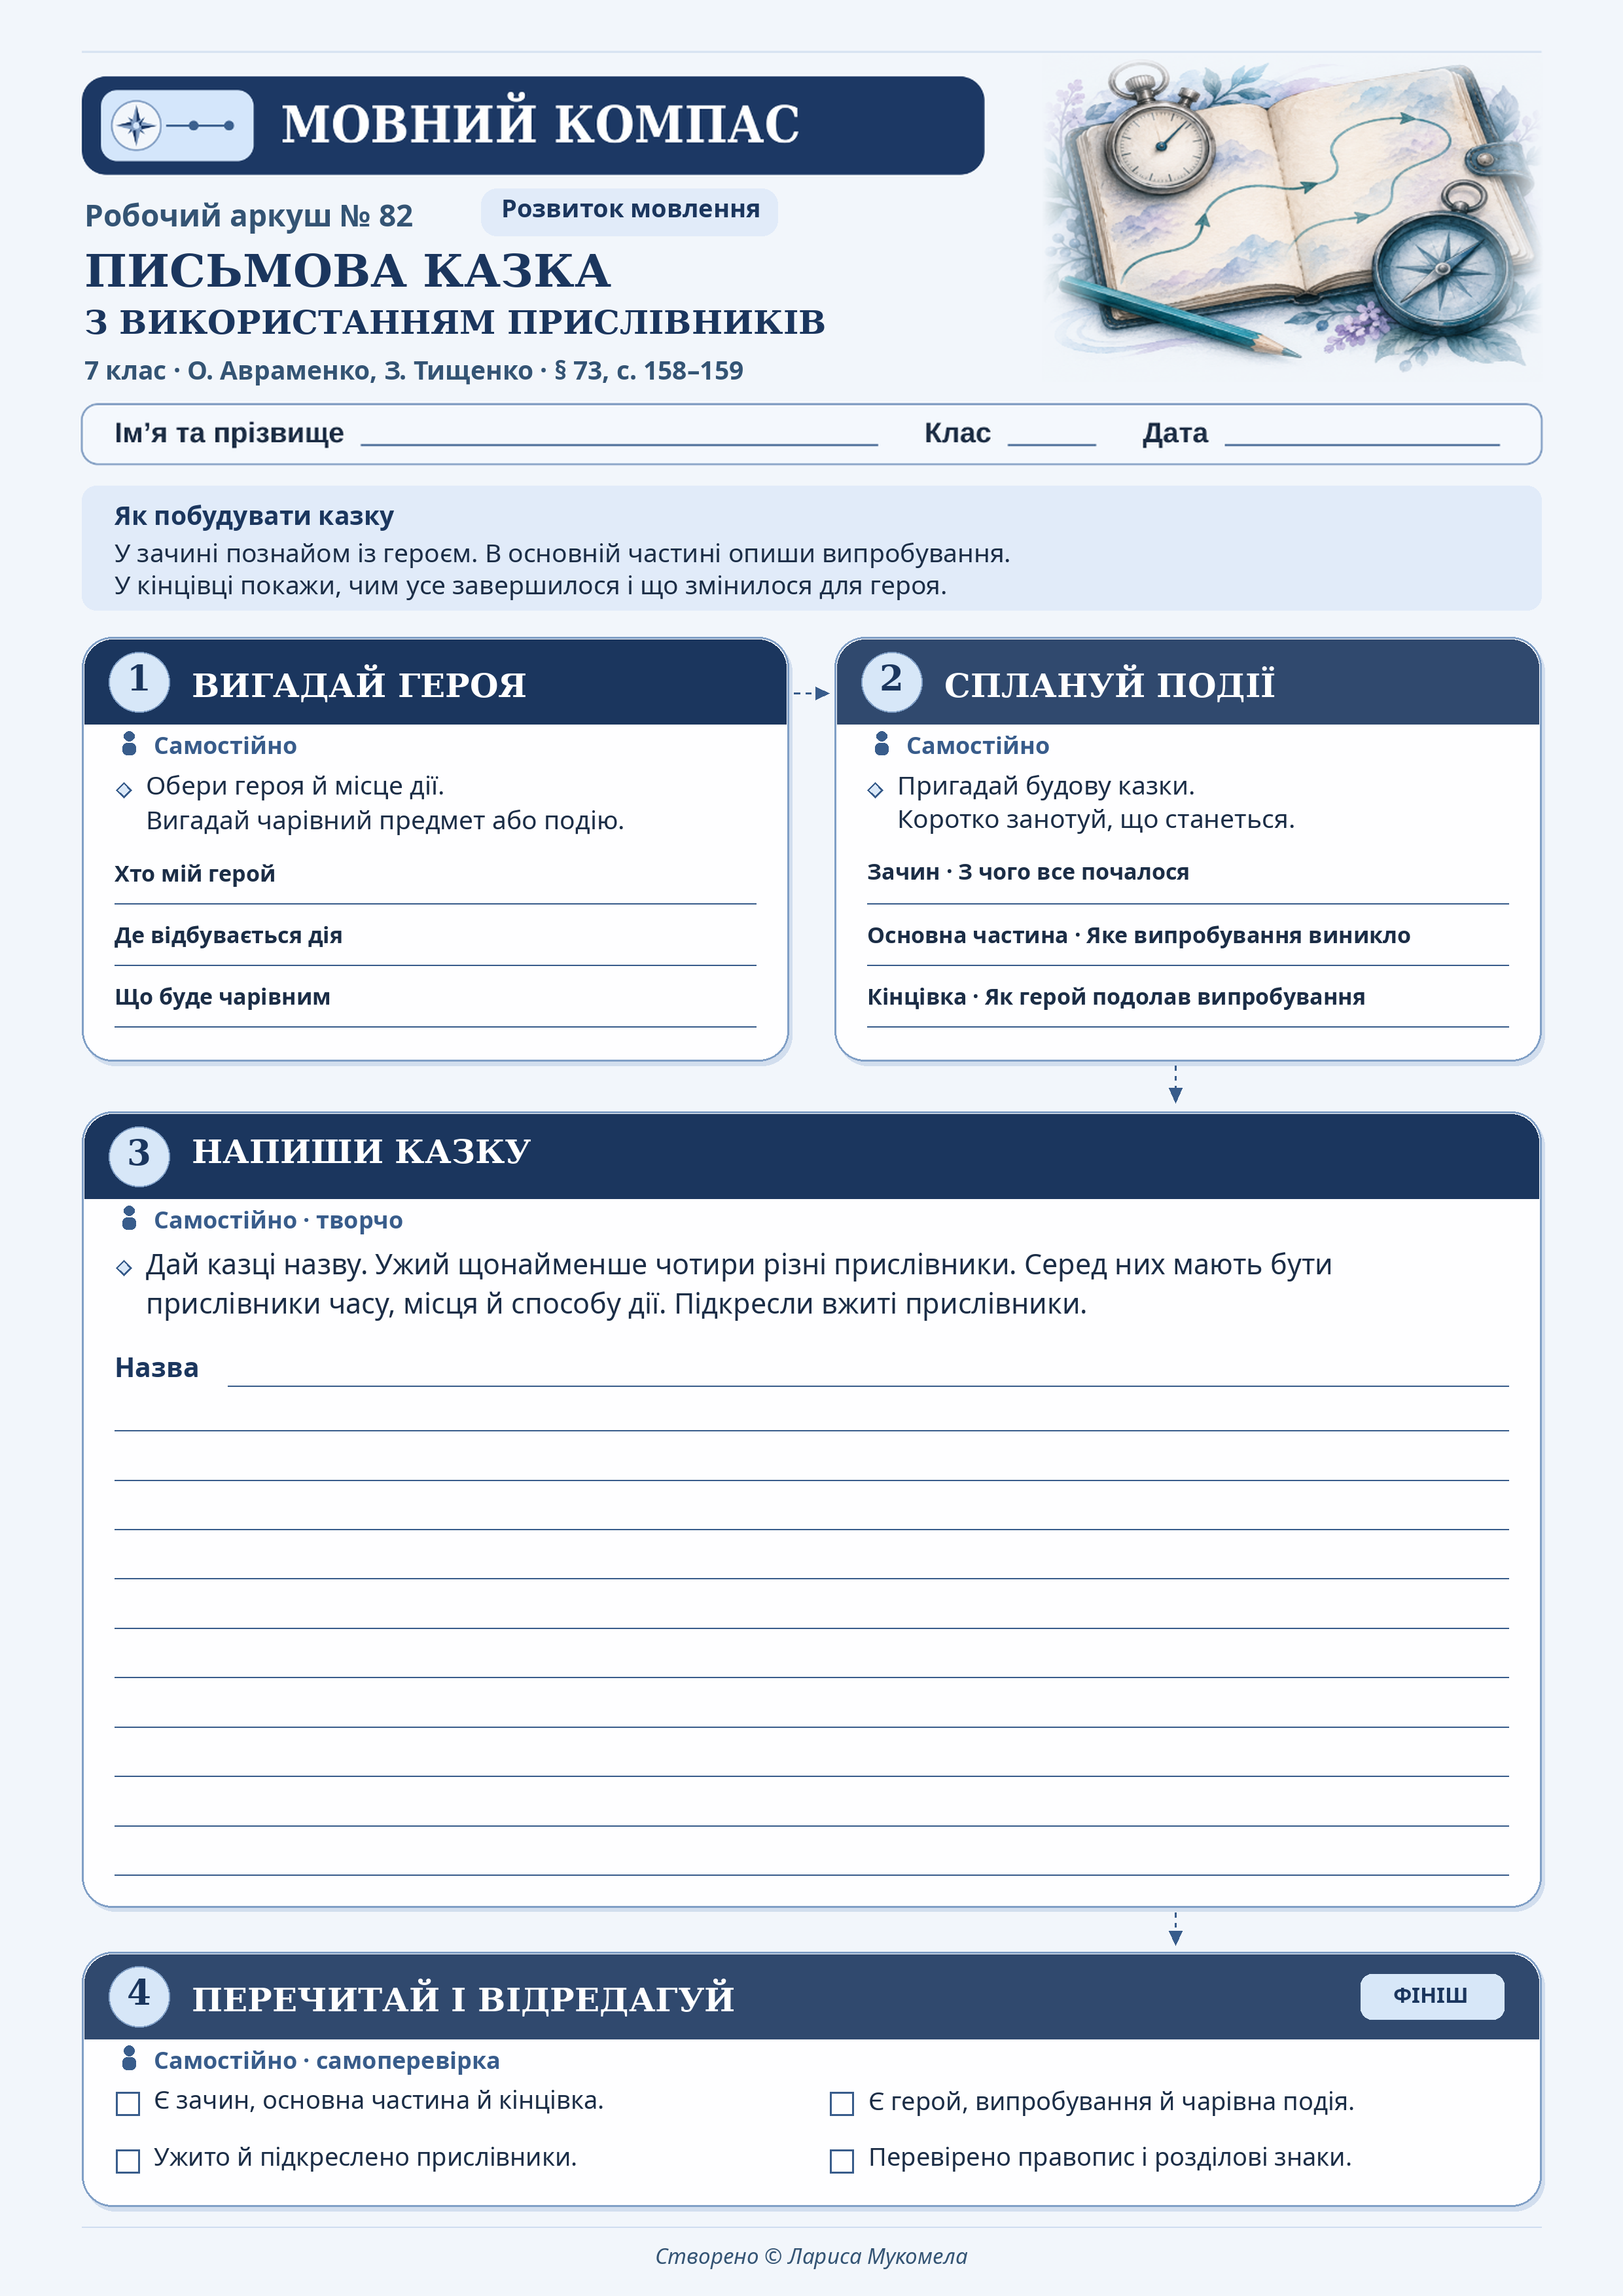 МОВНИЙ КОМПАС
Робочий аркуш № 82
Розвиток мовлення
ПИСЬМОВА КАЗКА
З ВИКОРИСТАННЯМ ПРИСЛІВНИКІВ
7 клас · О. Авраменко, З. Тищенко · § 73, с. 158–159
Ім’я та прізвище Клас Дата
Як побудувати казку
У зачині познайом із героєм. В основній частині опиши випробування.
У кінцівці покажи, чим усе завершилося і що змінилося для героя.
1 ВИГАДАЙ ГЕРОЯ
Самостійно
Обери героя й місце дії.
Вигадай чарівний предмет або подію.
Хто мій герой
Де відбувається дія
Що буде чарівним
2 СПЛАНУЙ ПОДІЇ
Самостійно
Пригадай будову казки.
Коротко занотуй, що станеться.
Зачин · З чого все почалося
Основна частина · Яке випробування виникло
Кінцівка · Як герой подолав випробування
3 НАПИШИ КАЗКУ
Самостійно · творчо
Дай казці назву. Ужий щонайменше чотири різні прислівники. Серед них мають бути
прислівники часу, місця й способу дії. Підкресли вжиті прислівники.
Назва
4 ПЕРЕЧИТАЙ І ВІДРЕДАГУЙ
ФІНІШ
Самостійно · самоперевірка
Є зачин, основна частина й кінцівка.
Є герой, випробування й чарівна подія.
Ужито й підкреслено прислівники.
Перевірено правопис і розділові знаки.
Створено © Лариса Мукомела